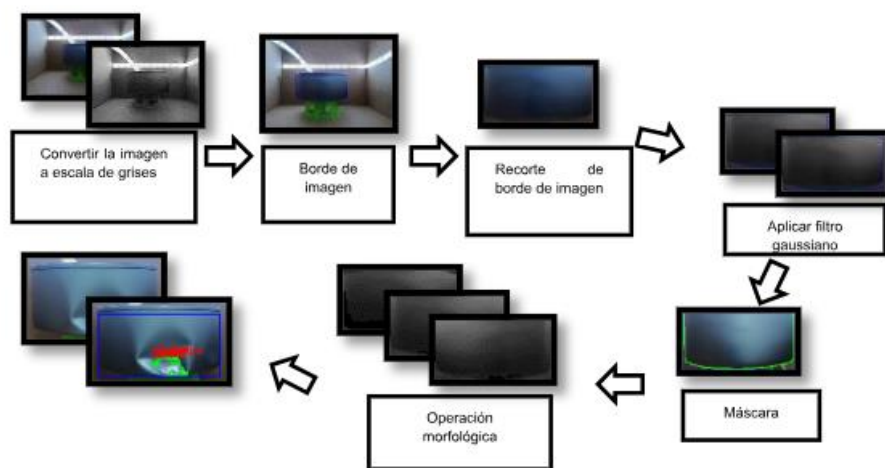 Convertir la imagen
a escala de grises
Borde de
imagen
Recorte de
borde de imagen
Aplicar filtro
gaussiano
Máscara
Operación
morfológica